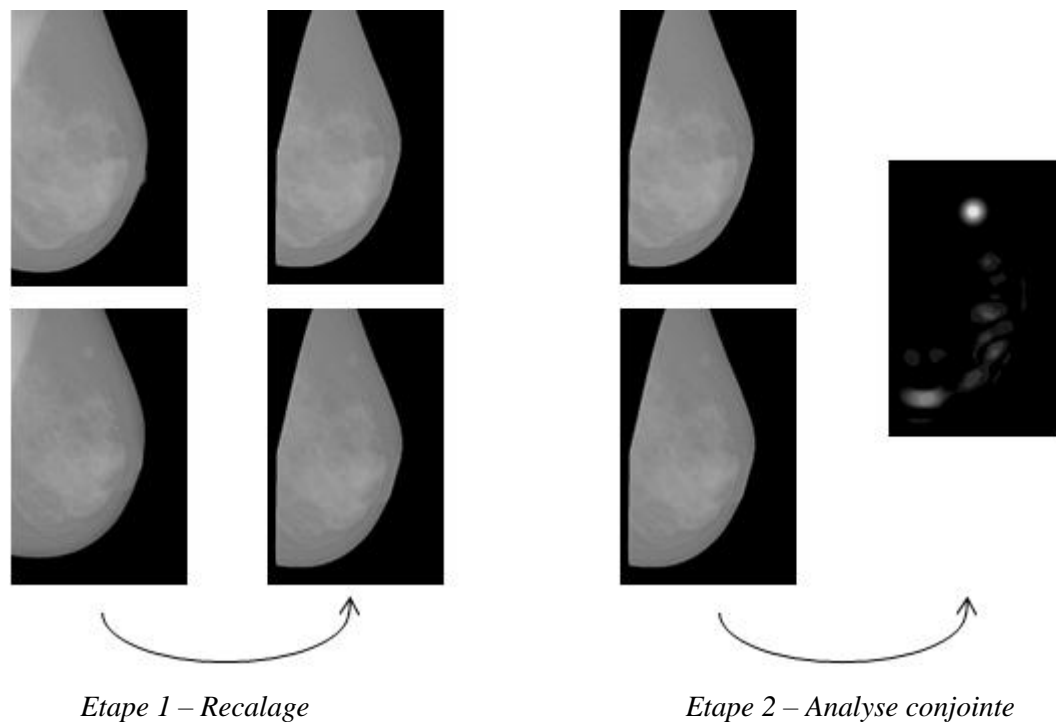 Etape 1 – Recalage
Etape 2 – Analyse conjointe